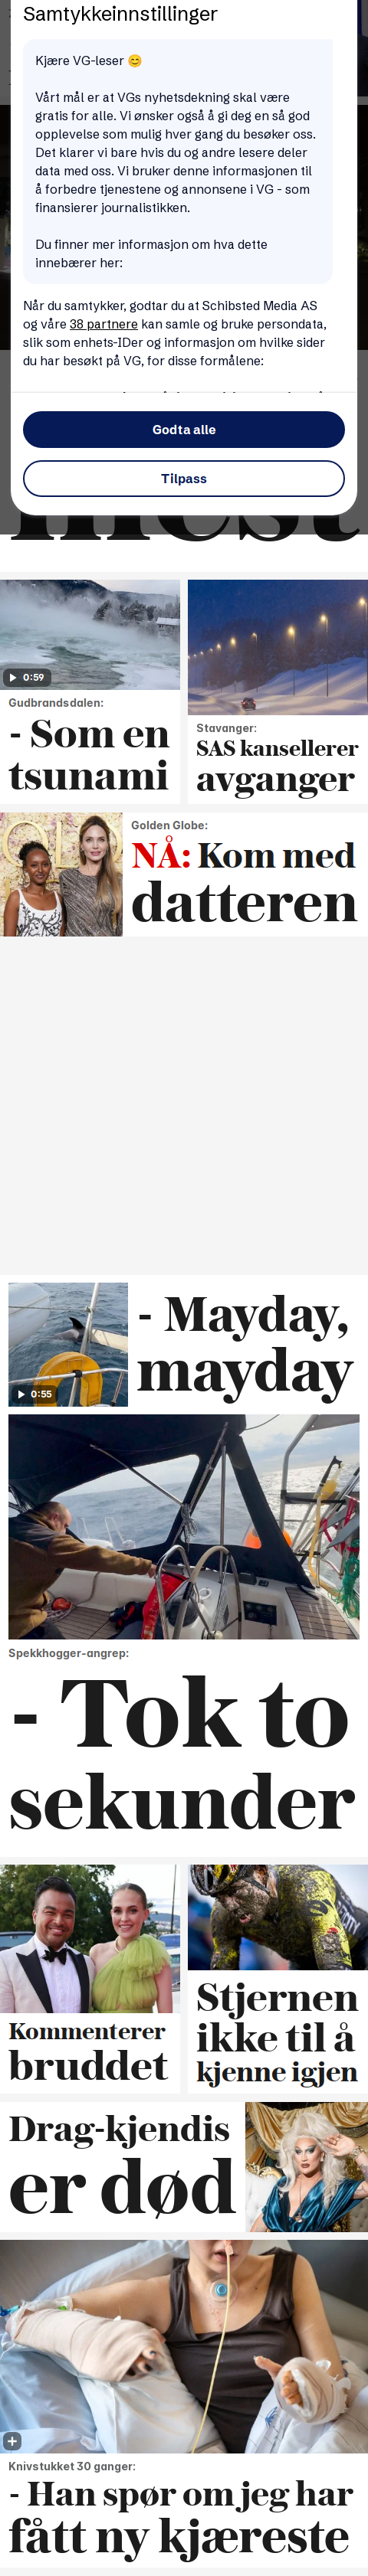 Samtykkeinnstillinger
Kjære VG-leser 😊
Vårt mål er at VGs nyhetsdekning skal være
gratis for alle. Vi ønsker også å gi deg en så god
opplevelse som mulig hver gang du besøker oss.
Det klarer vi bare hvis du og andre lesere deler
data med oss. Vi bruker denne informasjonen til
å forbedre tjenestene og annonsene i VG - som
finansierer journalistikken.
Du finner mer informasjon om hva dette
innebærer her:
Når du samtykker, godtar du at Schibsted Media AS
og våre 38 partnere kan samle og bruke persondata,
slik som enhets-IDer og informasjon om hvilke sider
du har besøkt på VG, for disse formålene:
Godta alle
Tilpass
0:59
Gudbrandsdalen:
- Som en
tsunami
Stavanger:
SAS kansellerer
avganger
Golden Globe:
NÅ: Kom med
datteren
0:55
- Mayday,
mayday
Spekkhogger-angrep:
- Tok to
sekunder
Kommenterer
bruddet
Stjernen
ikke til å
kjenne igjen
Drag-kjendis
er død
Knivstukket 30 ganger:
- Han spør om jeg har
fått ny kjæreste